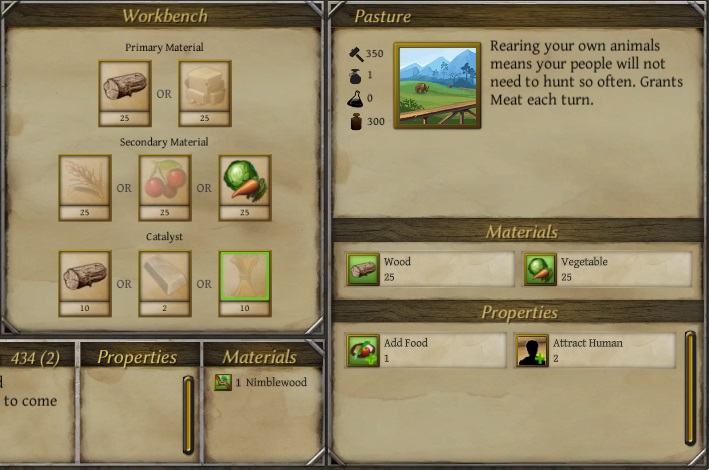 Workbench
Primary Material
OR
25
25
Secondary Material
OR
OR
25
25
25
Catalyst
OR
OR
10
2
10
434 (2)
to come
Properties
Materials
1 Nimblewood
Pasture
350
1
0
300
Rearing your own animals
means your people will not
need to hunt so often. Grants
Meat each turn.
Materials
Wood
25
Vegetable
25
Properties
Add Food
1
Attract Human
2